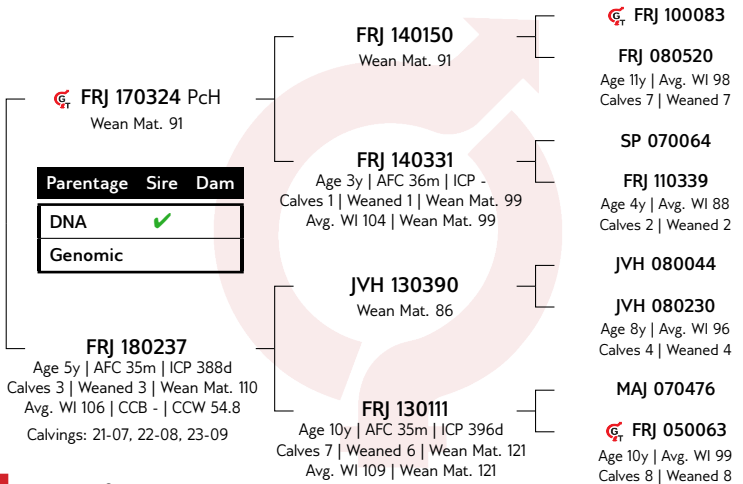 GT FRJ 170324 PcH
Wean Mat. 91
Parentage Sire Dam
DNA ✔
Genomic
FRJ 180237
Age 5y | AFC 35m | ICP 388d
Calves 3 | Weaned 3 | Wean Mat. 110
Avg. WI 106 | CCB - | CCW 54.8
Calvings: 21-07, 22-08, 23-09
FRJ 140150
Wean Mat. 91
FRJ 140331
Age 3y | AFC 36m | ICP -
Calves 1 | Weaned 1 | Wean Mat. 99
Avg. WI 104 | Wean Mat. 99
JVH 130390
Wean Mat. 86
FRJ 130111
Age 10y | AFC 35m | ICP 396d
Calves 7 | Weaned 6 | Wean Mat. 121
Avg. WI 109 | Wean Mat. 121
GT FRJ 100083
FRJ 080520
Age 11y | Avg. WI 98
Calves 7 | Weaned 7
SP 070064
FRJ 110339
Age 4y | Avg. WI 88
Calves 2 | Weaned 2
JVH 080044
JVH 080230
Age 8y | Avg. WI 96
Calves 4 | Weaned 4
MAJ 070476
GT FRJ 050063
Age 10y | Avg. WI 99
Calves 8 | Weaned 8